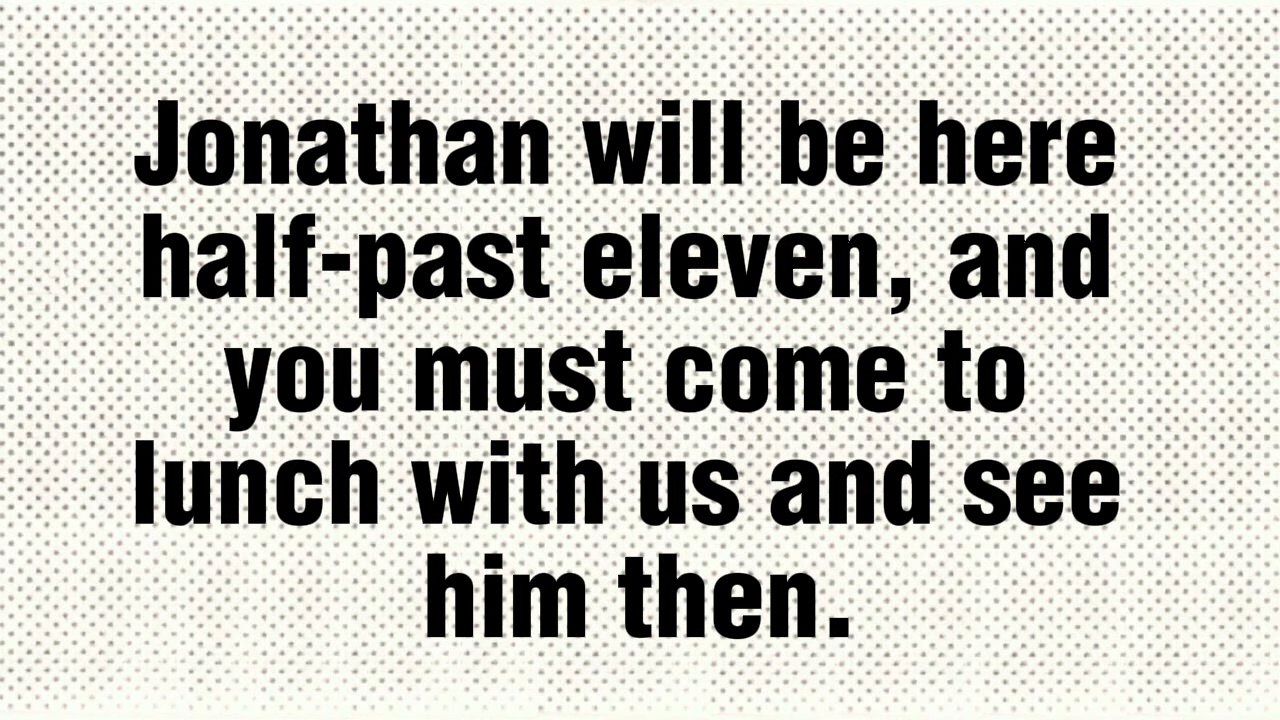 Jonathan will be here
half-past eleven, and
you must come to
lunch with us and see
him then.